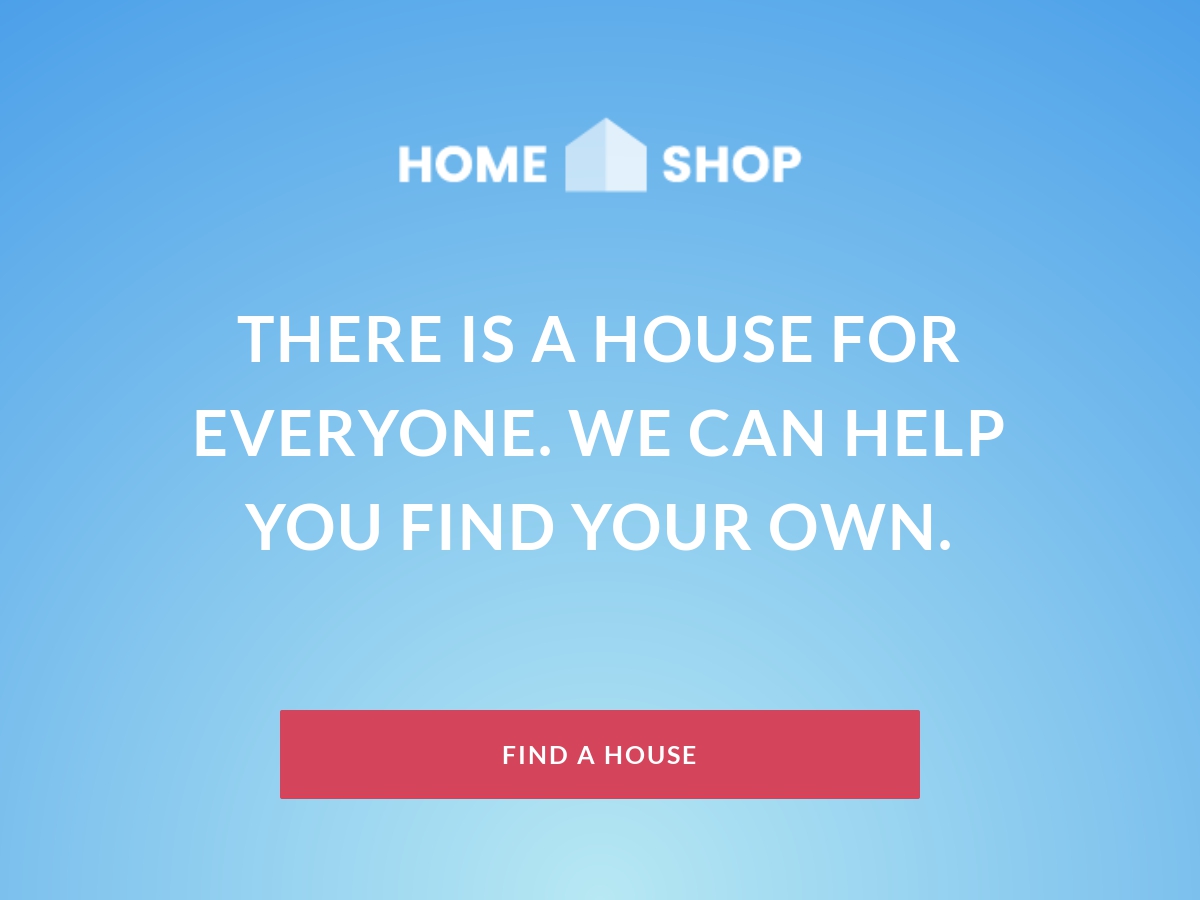 HOME SHOP
THERE IS A HOUSE FOR
EVERYONE. WE CAN HELP
YOU FIND YOUR OWN.
FIND A HOUSE